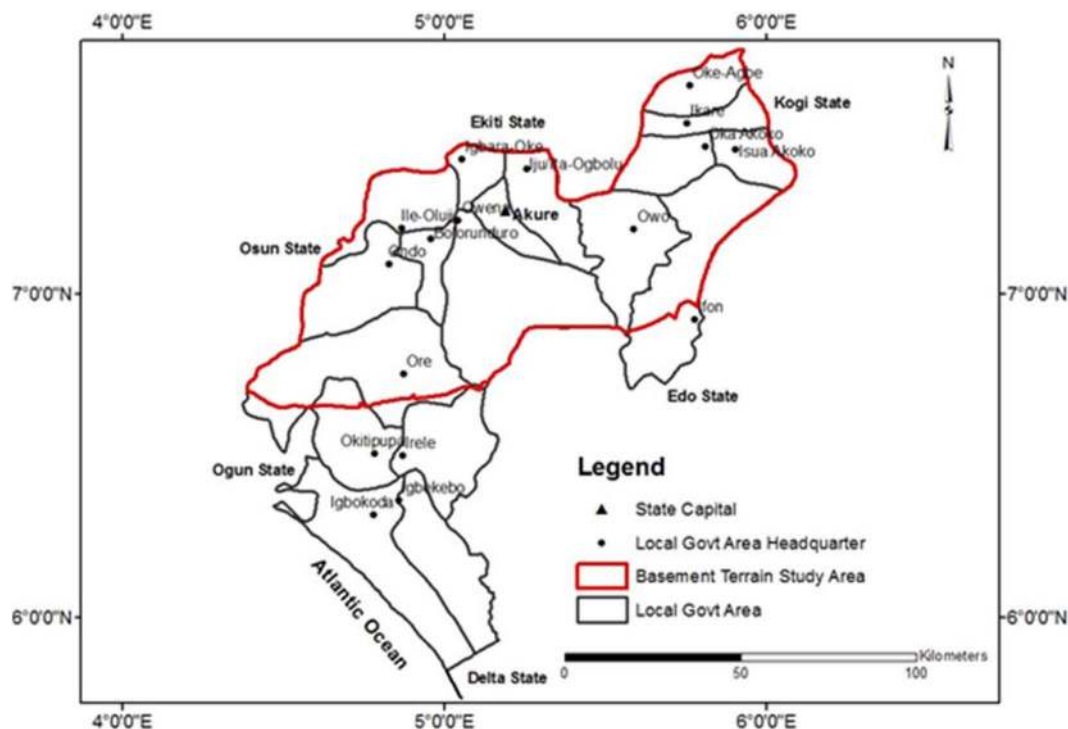 4°0'0"E 5°0'0"E 6°0'0"E
N
Oke-Agbe
Kogi State
Ikare
Ekiti State
Oka Akoko
Isua Akoko
Igbara-Oke
Iju/Ita-Ogbolu
Owena
Akure
Ile-Oluji
Owo
Bolorunduro
Osun State
Ondo
7°0'0"N 7°0'0"N
Ifon
Ore
Edo State
Okitipupa
Irele
Ogun State
Legend
Igbekebo
Igbokoda
State Capital
Local Govt Area Headquarter
Atlantic Ocean
Basement Terrain Study Area
Local Govt Area
6°0'0"N 6°0'0"N
Kilometers
0 50 100
Delta State
4°0'0"E 5°0'0"E 6°0'0"E